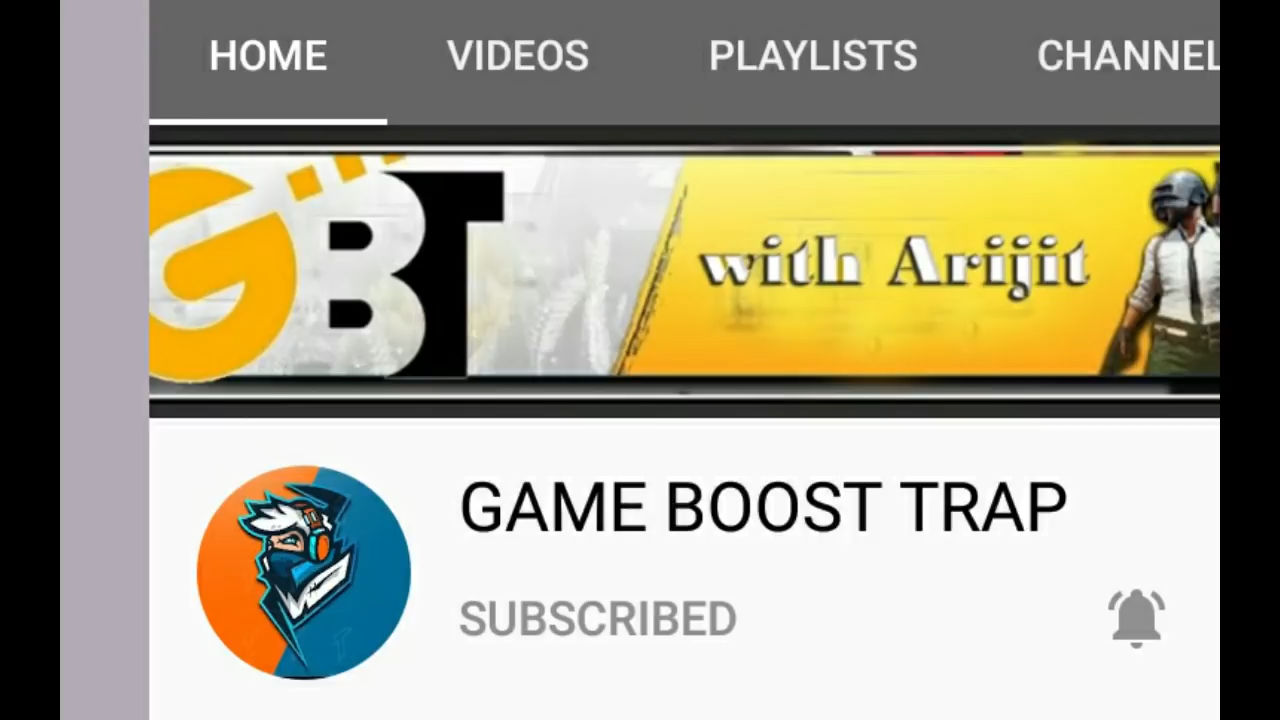 HOME VIDEOS PLAYLISTS CHANNEL
GBT with Arijit
GAME BOOST TRAP
SUBSCRIBED